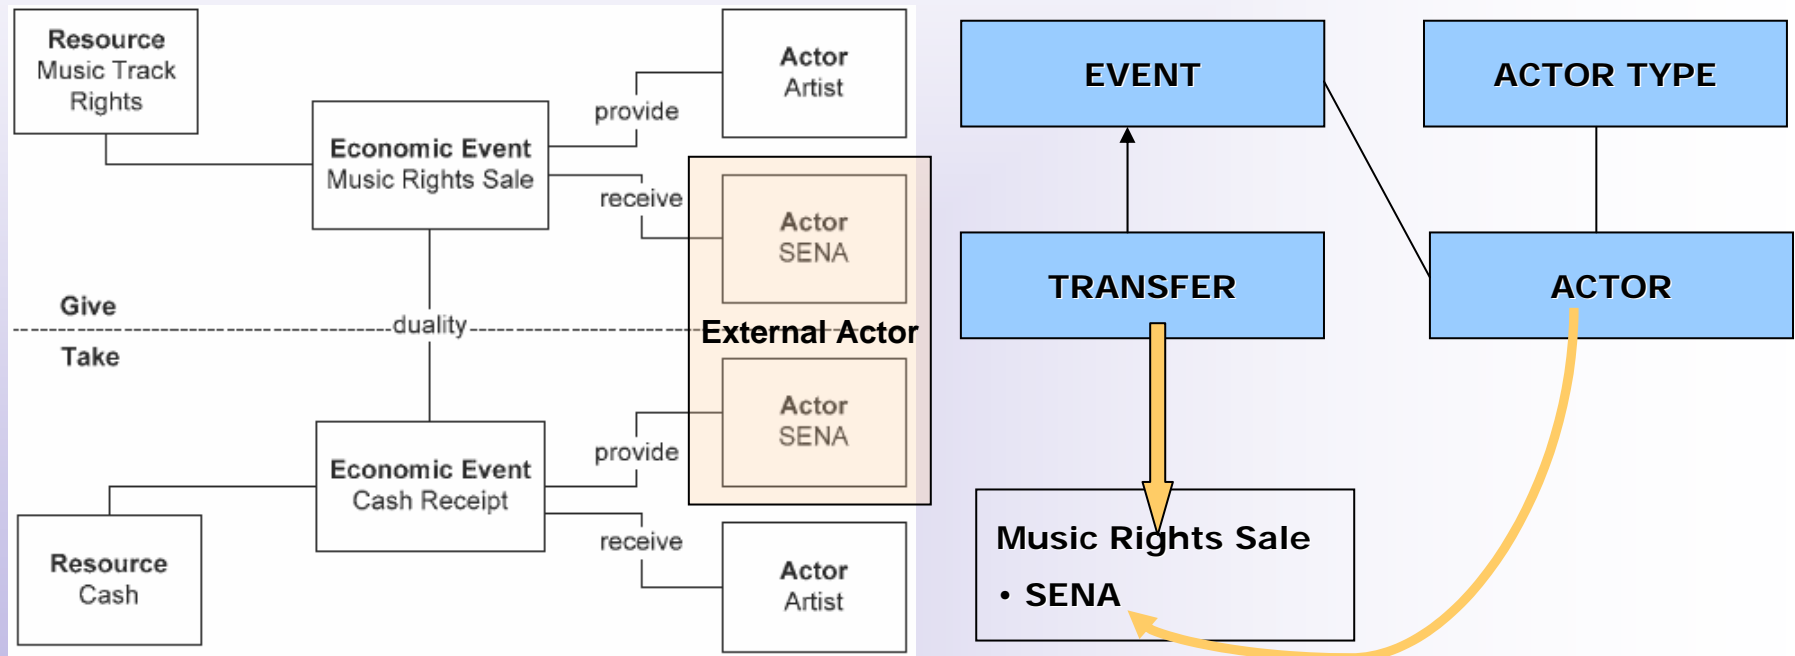 Resource
Music Track
Rights
Economic Event
Music Rights Sale
provide
Actor
Artist
receive
Actor
SENA
Give
duality
External Actor
Take
Economic Event
Cash Receipt
provide
Actor
SENA
receive
Actor
Artist
Resource
Cash
EVENT
ACTOR TYPE
TRANSFER
ACTOR
Music Rights Sale
• SENA